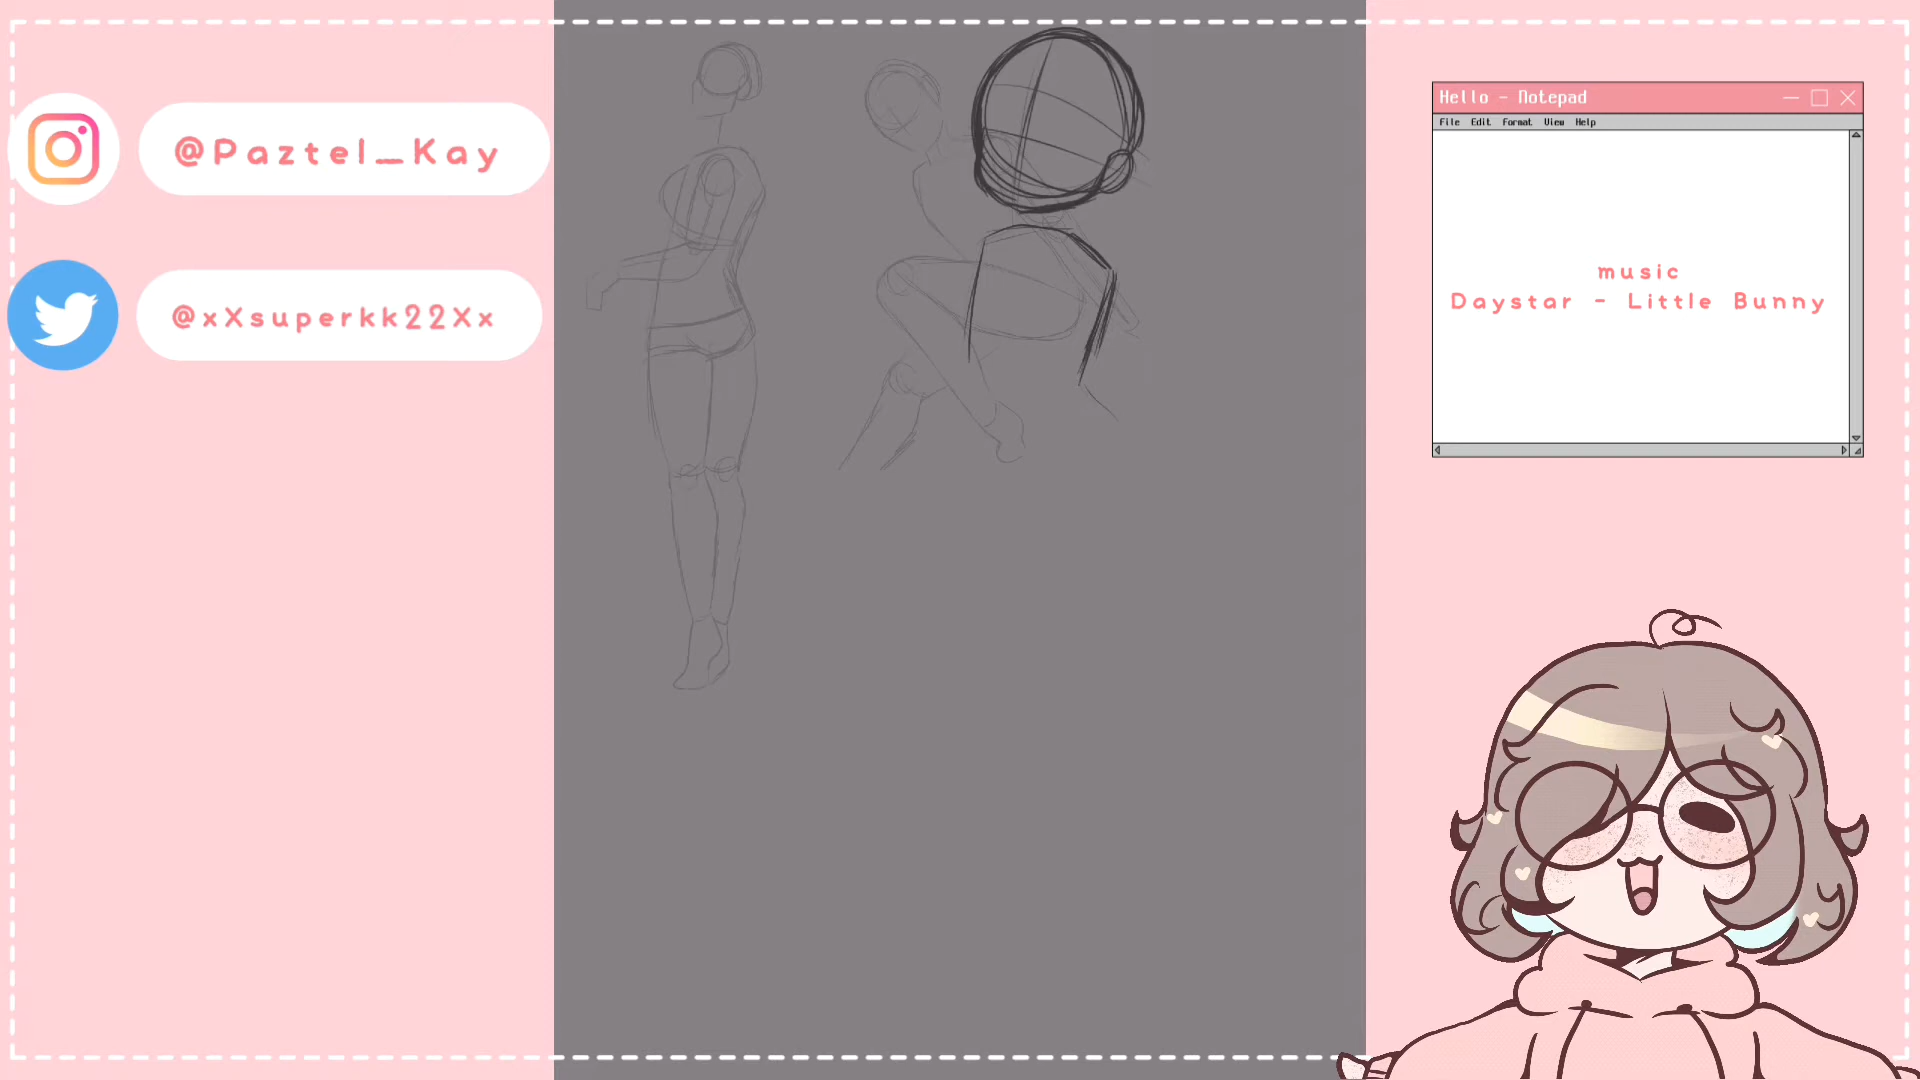 @Paztel_Kay
@xXsuperkk22Xx
Hello - Notepad
File Edit Format View Help
music
Daystar - Little Bunny